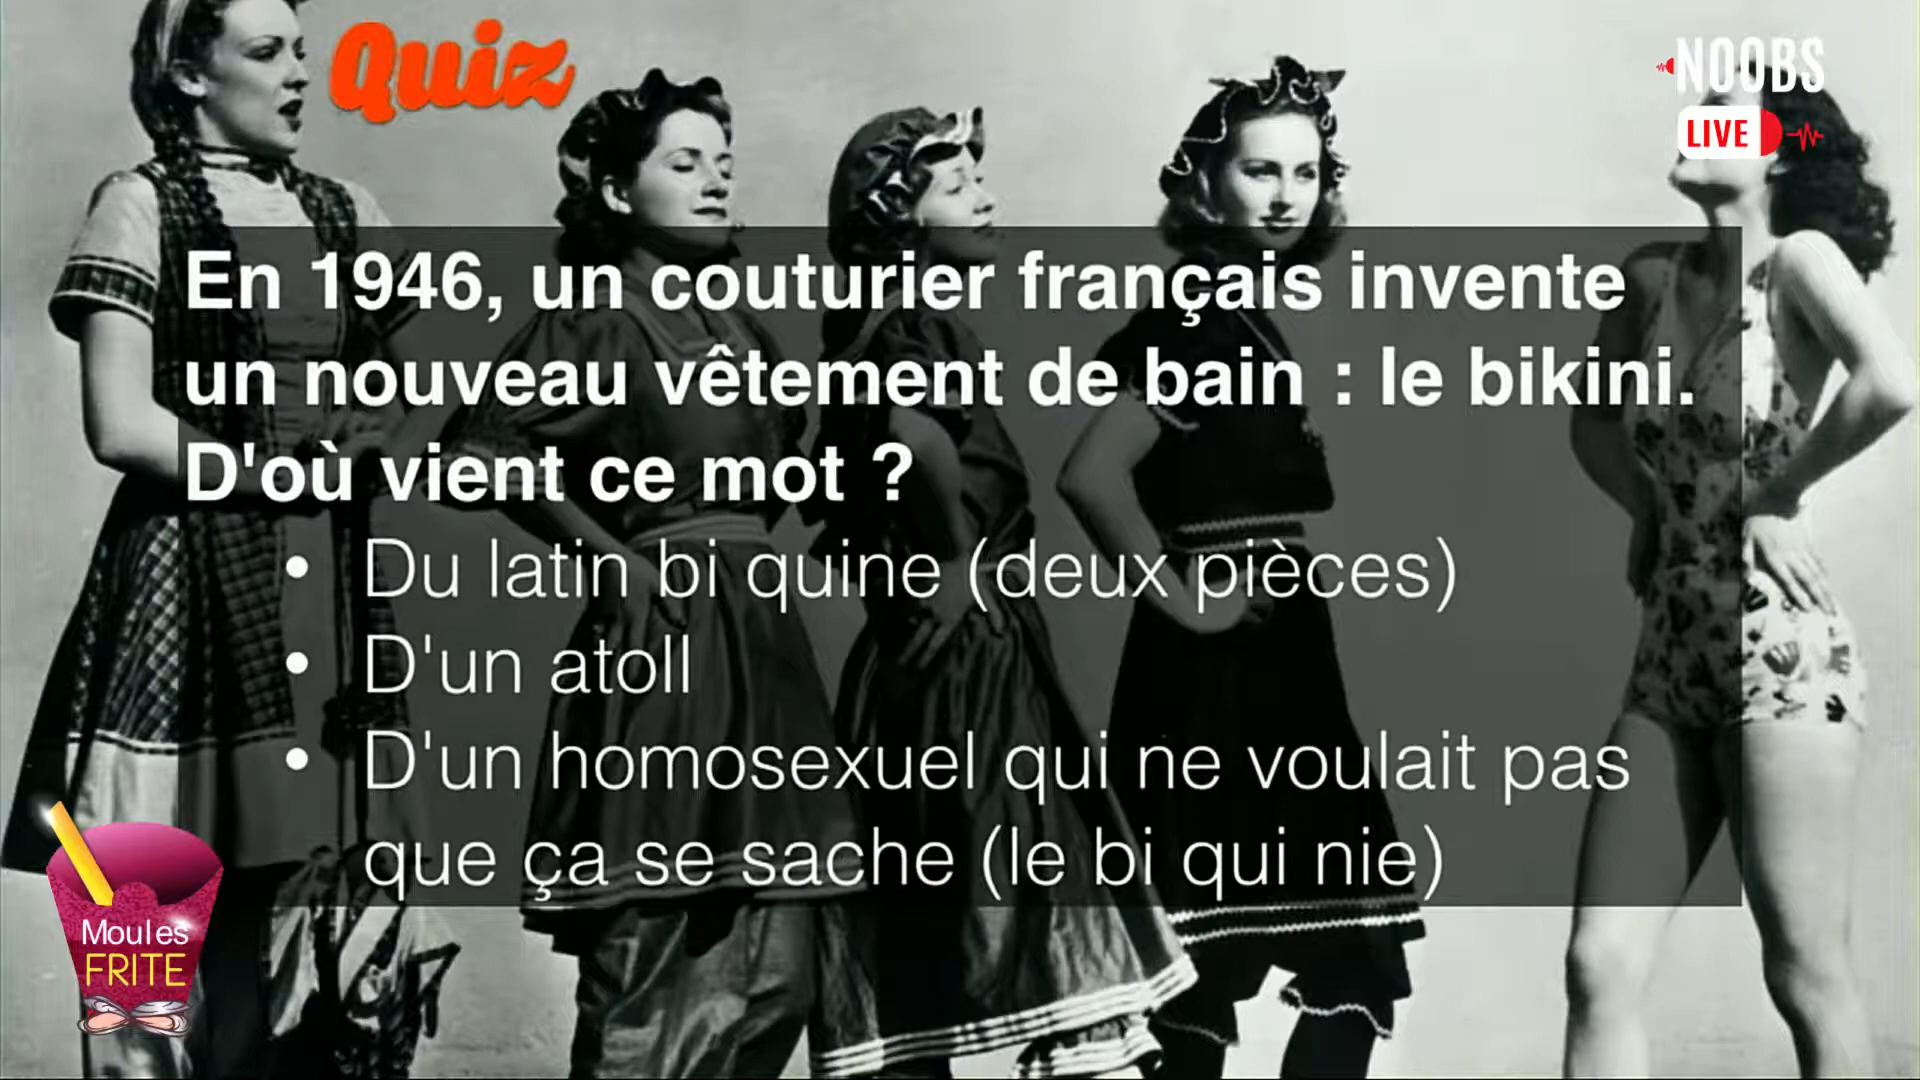 Quiz
NOOBS
LIVE
En 1946, un couturier français invente
un nouveau vêtement de bain : le bikini.
D'où vient ce mot ?
• Du latin bi quine (deux pièces)
• D'un atoll
• D'un homosexuel qui ne voulait pas
que ça se sache (le bi qui nie)
Moules
FRITE